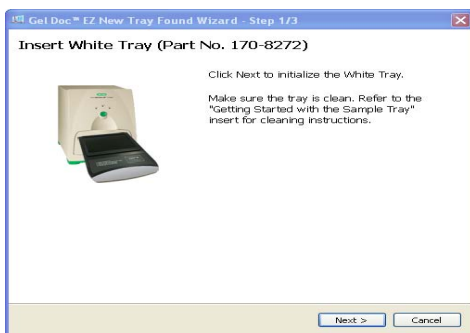 Gel Doc™ EZ New Tray Found Wizard - Step 1/3
Insert White Tray (Part No. 170-8272)
Click Next to initialize the White Tray.
Make sure the tray is clean. Refer to the
"Getting Started with the Sample Tray"
insert for cleaning instructions.
Next >
Cancel